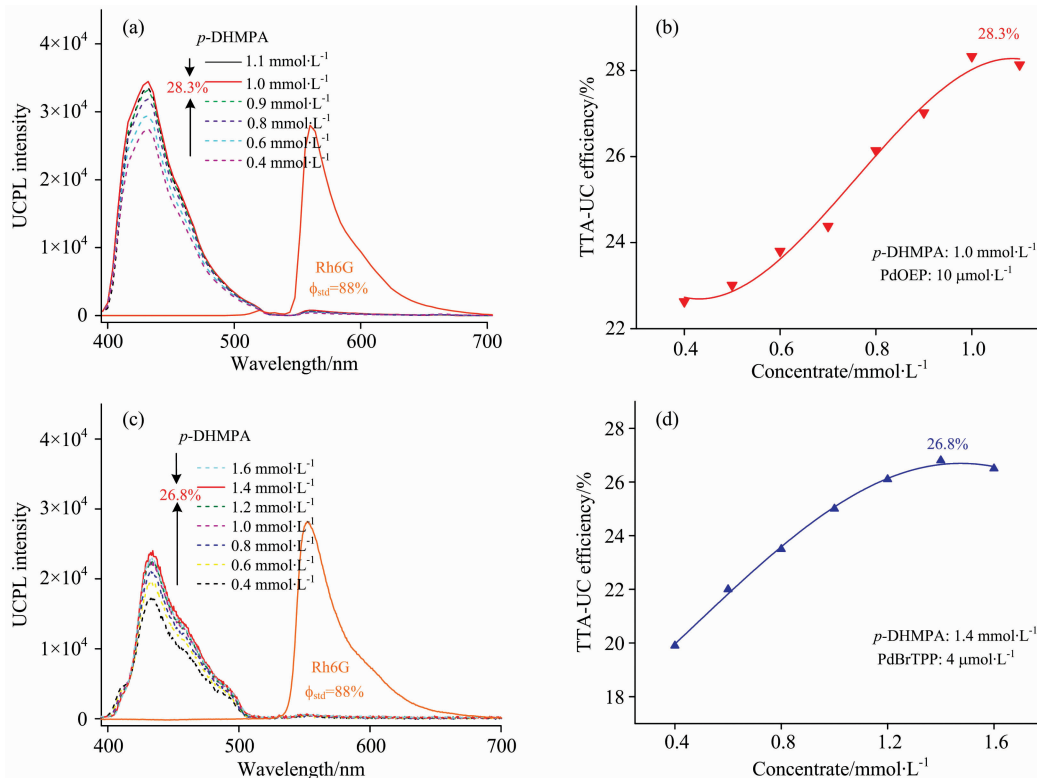 (a)
p-DHMPA
1.1 mmol·L⁻¹
1.0 mmol·L⁻¹
0.9 mmol·L⁻¹
0.8 mmol·L⁻¹
0.6 mmol·L⁻¹
0.4 mmol·L⁻¹
28.3%
Rh6G
ϕstd=88%
UCPL intensity
4×10⁴
3×10⁴
2×10⁴
1×10⁴
0
400 500 600 700
Wavelength/nm
(b)
28.3%
p-DHMPA: 1.0 mmol·L⁻¹
PdOEP: 10 μmol·L⁻¹
TTA-UC efficiency/%
28
26
24
22
0.4 0.6 0.8 1.0
Concentrate/mmol·L⁻¹
(c)
p-DHMPA
1.6 mmol·L⁻¹
1.4 mmol·L⁻¹
1.2 mmol·L⁻¹
1.0 mmol·L⁻¹
0.8 mmol·L⁻¹
0.6 mmol·L⁻¹
0.4 mmol·L⁻¹
26.8%
Rh6G
ϕstd=88%
UCPL intensity
4×10⁴
3×10⁴
2×10⁴
1×10⁴
0
400 500 600 700
Wavelength/nm
(d)
26.8%
p-DHMPA: 1.4 mmol·L⁻¹
PdBrTPP: 4 μmol·L⁻¹
TTA-UC efficiency/%
28
26
24
22
20
18
0.4 0.8 1.2 1.6
Concentrate/mmol·L⁻¹